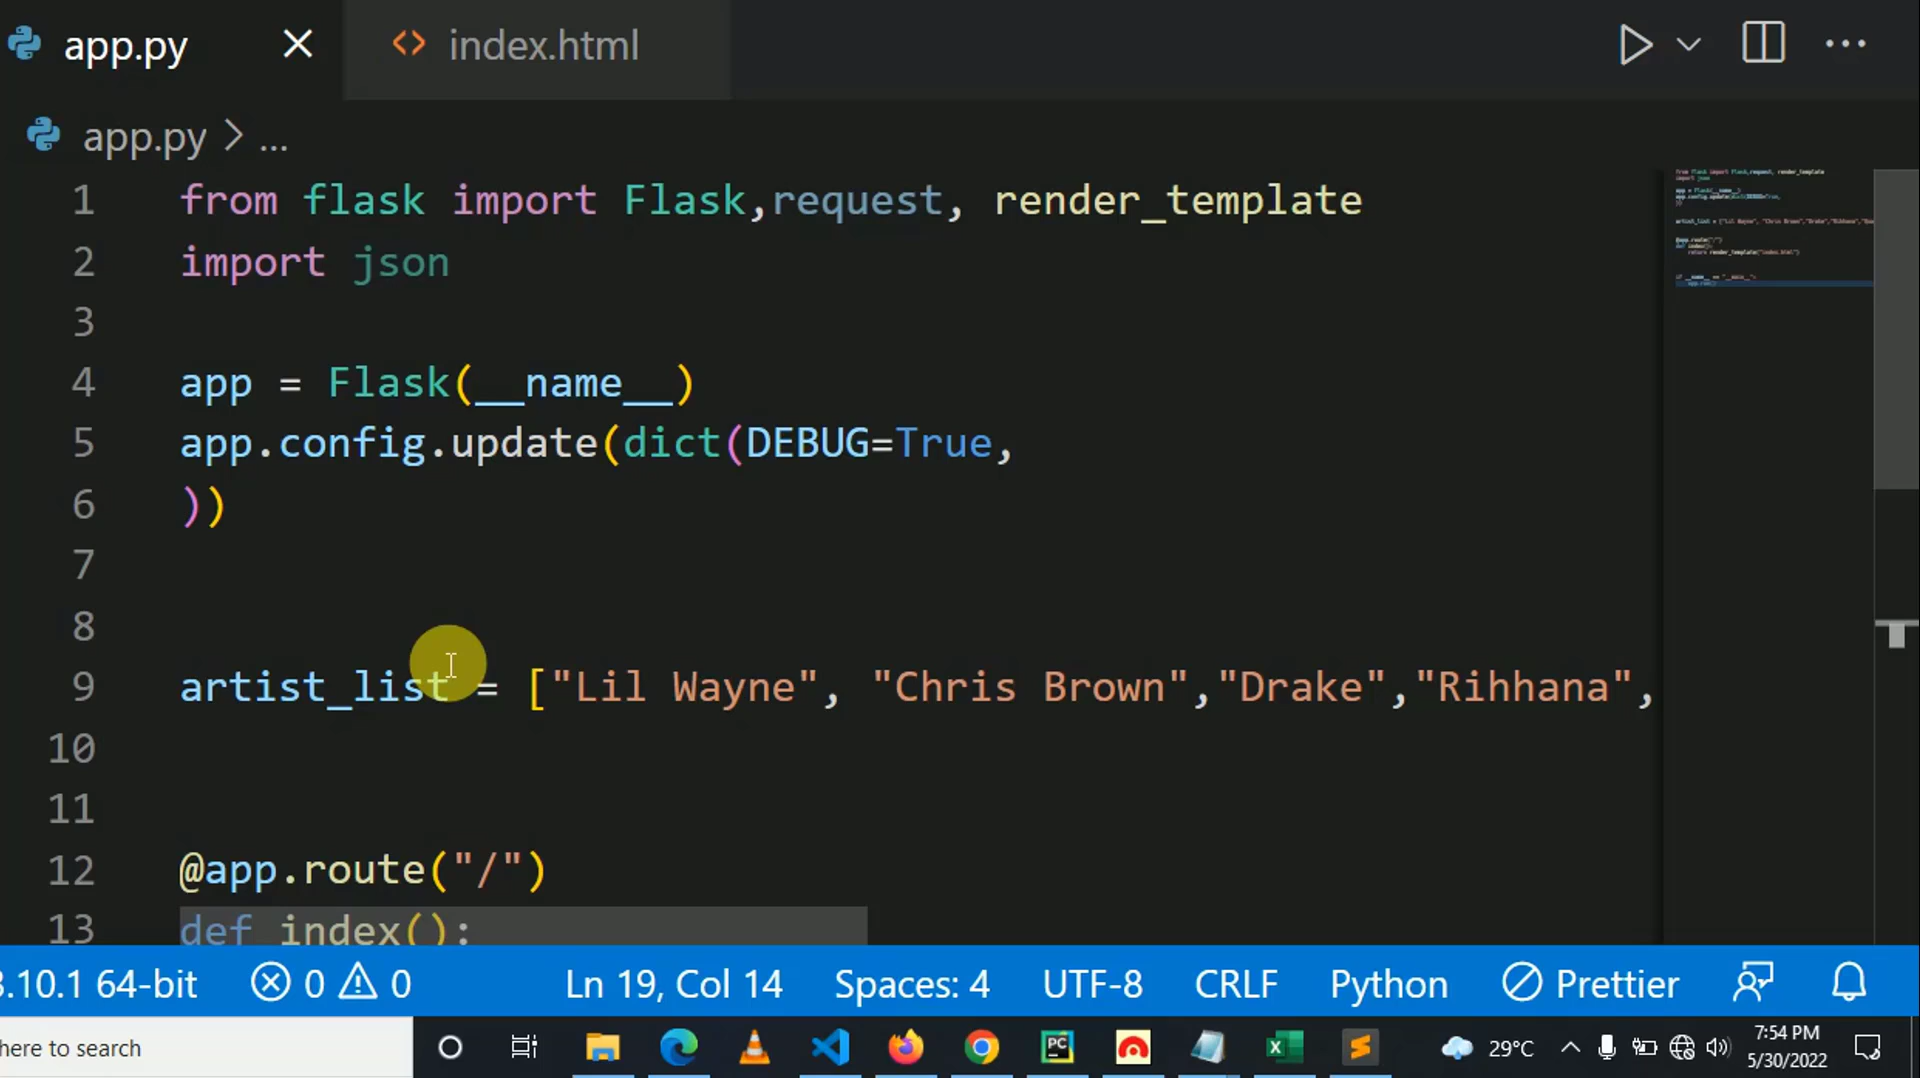 app.py
index.html
app.py > ...
1 from flask import Flask,request, render_template
2 import json
3
4 app = Flask(__name__)
5 app.config.update(dict(DEBUG=True,
6 ))
7
8
9 artist_list = ["Lil Wayne", "Chris Brown","Drake","Rihhana",
10
11
12 @app.route("/")
13 def index():
3.10.1 64-bit 0 0 Ln 19, Col 14 Spaces: 4 UTF-8 CRLF Python Prettier
here to search 29°C 7:54 PM
5/30/2022